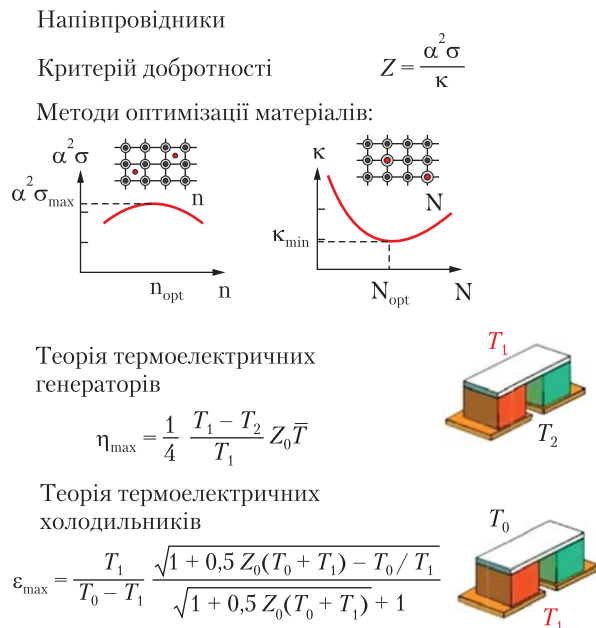 Напівпровідники
Критерій добротності Z = α²σ / κ
Методи оптимізації матеріалів:
α²σ
α²σmax
n
nopt
n
κ
κmin
N
Nopt
N
Теорія термоелектричних
генераторів
ηmax = 1/4 (T₁ – T₂)/T₁ Z₀T̅
T₁
T₂
Теорія термоелектричних
холодильників
εmax = T₁/(T₀ – T₁) √(1 + 0,5 Z₀(T₀ + T₁) – T₀ / T₁) / (√(1 + 0,5 Z₀(T₀ + T₁)) + 1)
T₀
T₁